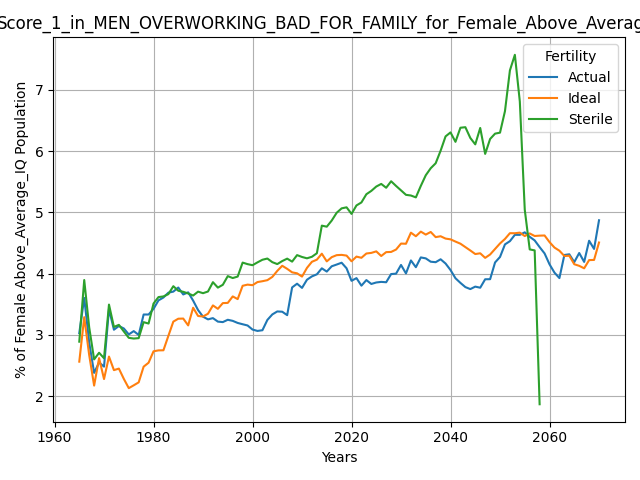 Score_1_in_MEN_OVERWORKING_BAD_FOR_FAMILY_for_Female_Above_Averag
Fertility
Actual
Ideal
Sterile
% of Female Above_Average_IQ Population
7
6
5
4
3
2
1960
1980
2000
2020
2040
2060
Years